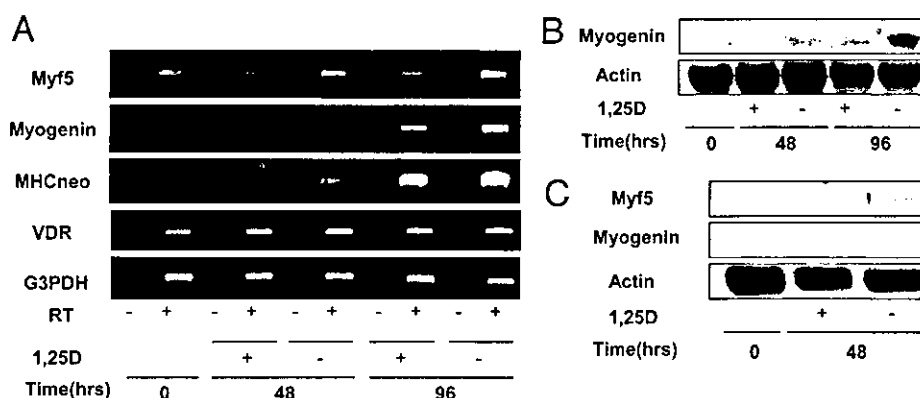 A
Myf5
Myogenin
MHCneo
VDR
G3PDH
RT - + - + - + - + - +
1,25D + - + -
Time(hrs) 0 48 96
B
Myogenin
Actin
1,25D + - + -
Time(hrs) 0 48 96
C
Myf5
Myogenin
Actin
1,25D + -
Time(hrs) 0 48